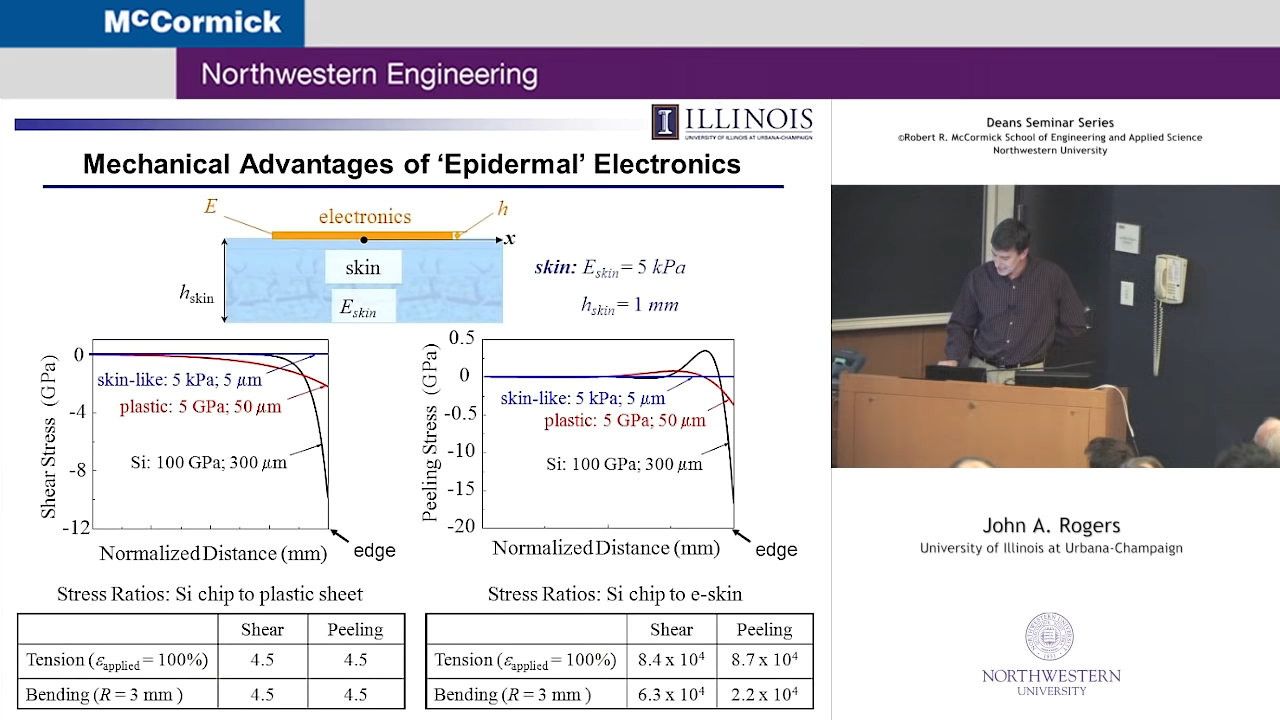 McCormick
Northwestern Engineering
ILLINOIS
UNIVERSITY OF ILLINOIS AT URBANA-CHAMPAIGN
Mechanical Advantages of ‘Epidermal’ Electronics
E
electronics
h
x
skin
h_skin
E_skin
skin: E_skin = 5 kPa
h_skin = 1 mm
Shear Stress (GPa)
0
-4
-8
-12
skin-like: 5 kPa; 5 μm
plastic: 5 GPa; 50 μm
Si: 100 GPa; 300 μm
Normalized Distance (mm)
edge
Peeling Stress (GPa)
0.5
0
-0.5
-10
-15
-20
skin-like: 5 kPa; 5 μm
plastic: 5 GPa; 50 μm
Si: 100 GPa; 300 μm
Normalized Distance (mm)
edge
Stress Ratios: Si chip to plastic sheet
Shear Peeling
Tension (ε_applied = 100%) 4.5 4.5
Bending (R = 3 mm ) 4.5 4.5
Stress Ratios: Si chip to e-skin
Shear Peeling
Tension (ε_applied = 100%) 8.4 x 10⁴ 8.7 x 10⁴
Bending (R = 3 mm ) 6.3 x 10⁴ 2.2 x 10⁴
Deans Seminar Series
©Robert R. McCormick School of Engineering and Applied Science
Northwestern University
John A. Rogers
University of Illinois at Urbana-Champaign
NORTHWESTERN
UNIVERSITY